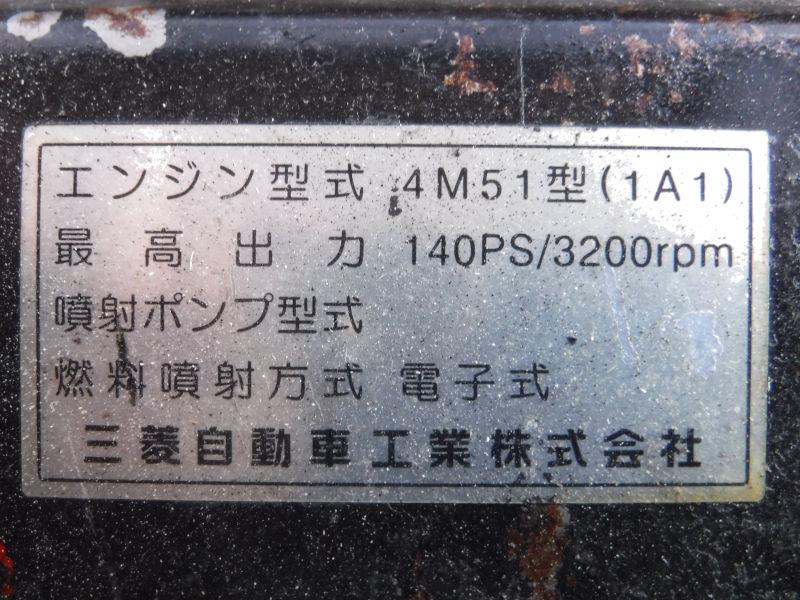 エンジン型式 4M51型(1A1)
最高出力 140PS/3200rpm
噴射ポンプ型式
燃料噴射方式 電子式
三菱自動車工業株式会社